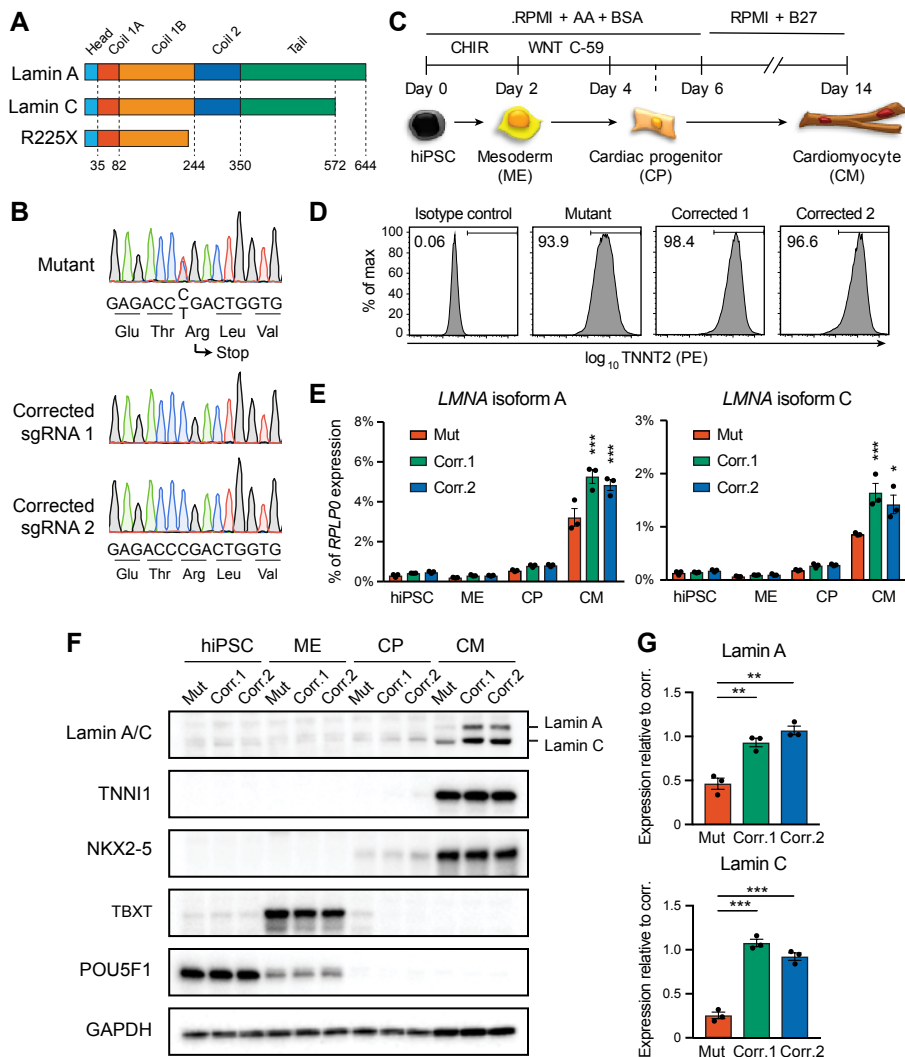 A
Head
Coil 1A
Coil 1B
Coil 2
Tail
Lamin A
Lamin C
R225X
35 82 244 350 572 644
B
Mutant
GAGACC C/T GACTGGTG
Glu Thr Arg Leu Val
Stop
Corrected
sgRNA 1
Corrected
sgRNA 2
GAGACCCGACTGGTG
Glu Thr Arg Leu Val
C
.RPMI + AA + BSA
RPMI + B27
CHIR
WNT C-59
Day 0 Day 2 Day 4 Day 6 Day 14
hiPSC
Mesoderm
(ME)
Cardiac progenitor
(CP)
Cardiomyocyte
(CM)
D
Isotype control Mutant Corrected 1 Corrected 2
0.06 93.9 98.4 96.6
% of max
100
80
60
40
20
0
log10 TNNT2 (PE)
E
LMNA isoform A
% of RPLP0 expression
8%
6%
4%
2%
0%
Mut
Corr.1
Corr.2
***
***
hiPSC ME CP CM
LMNA isoform C
3%
2%
1%
0%
Mut
Corr.1
Corr.2
***
*
hiPSC ME CP CM
F
hiPSC ME CP CM
Mut Corr.1 Corr.2 Mut Corr.1 Corr.2 Mut Corr.1 Corr.2 Mut Corr.1 Corr.2
Lamin A/C
Lamin A
Lamin C
TNNI1
NKX2-5
TBXT
POU5F1
GAPDH
G
Lamin A
Expression relative to corr.
1.5
1.0
0.5
0
**
**
Mut Corr.1 Corr.2
Lamin C
Expression relative to corr.
1.5
1.0
0.5
0
***
***
Mut Corr.1 Corr.2